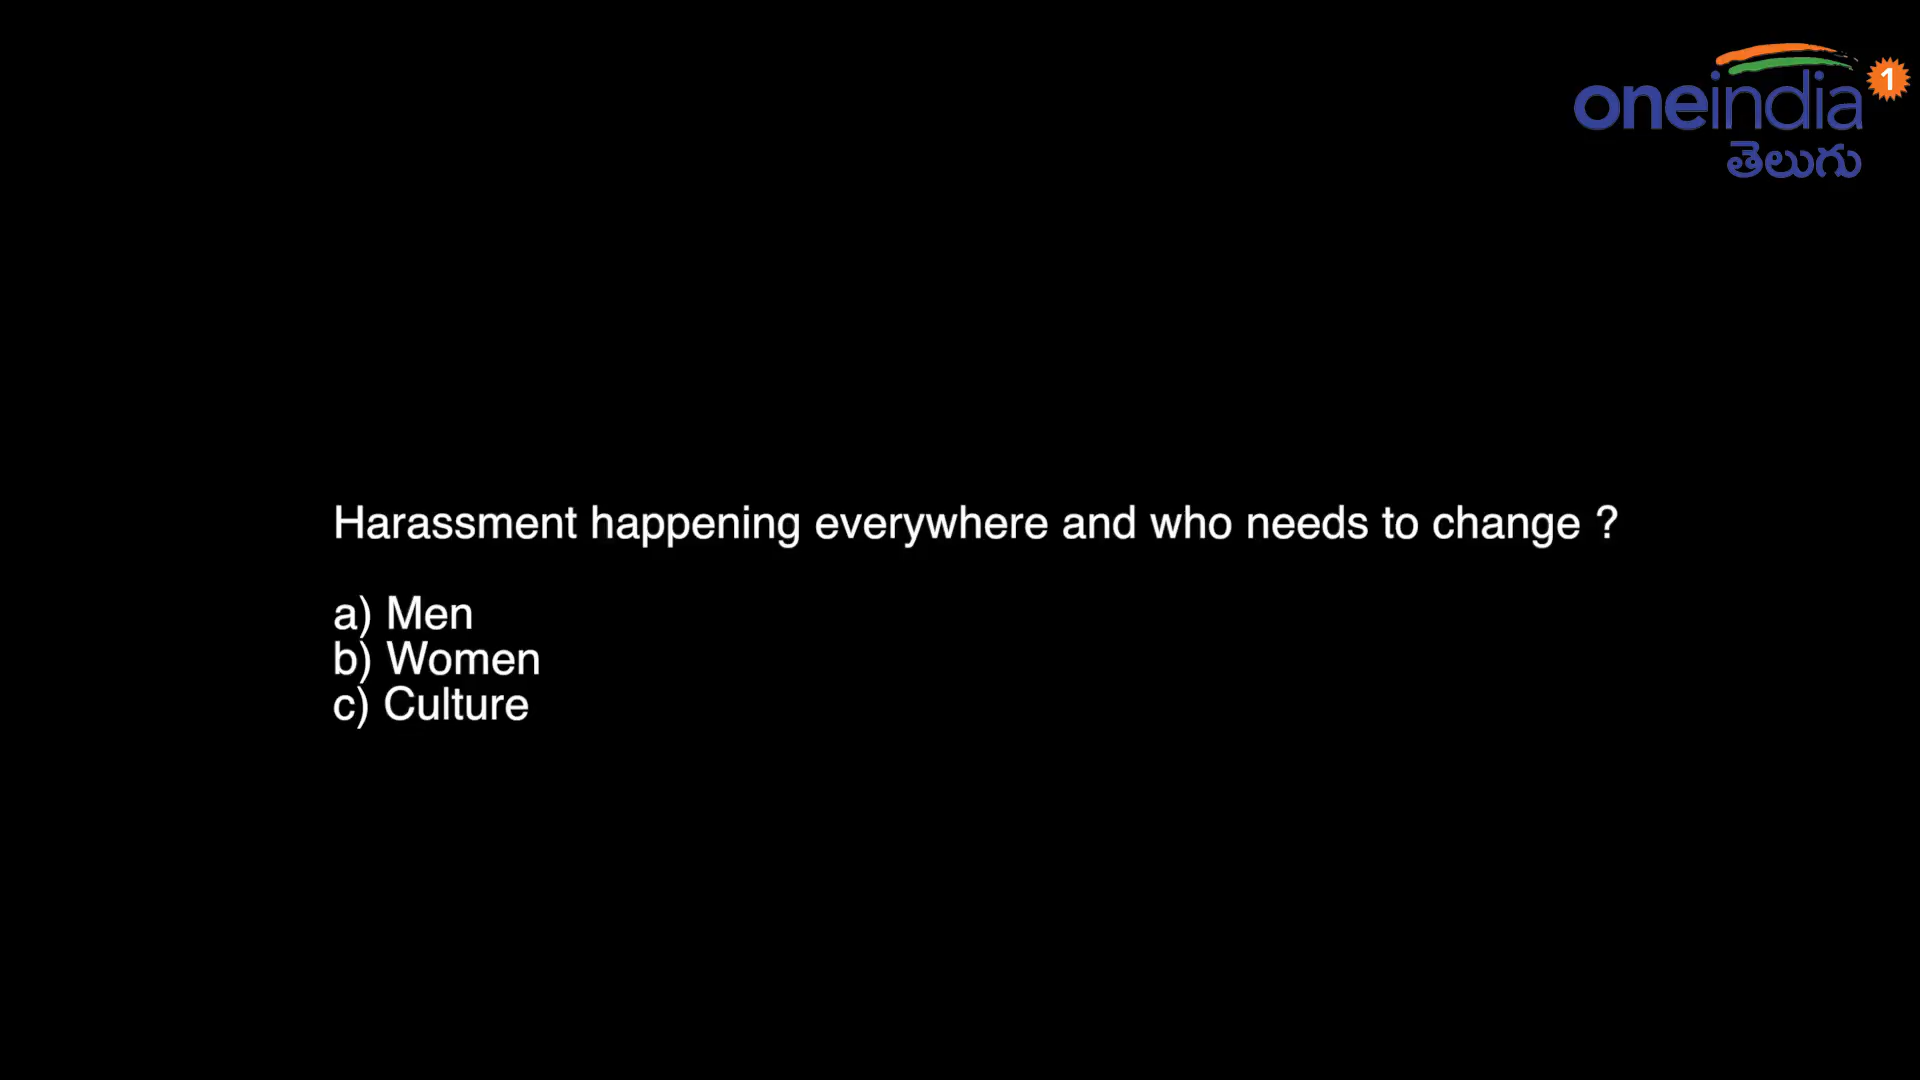 oneindia 1
తెలుగు
Harassment happening everywhere and who needs to change ?
a) Men
b) Women
c) Culture